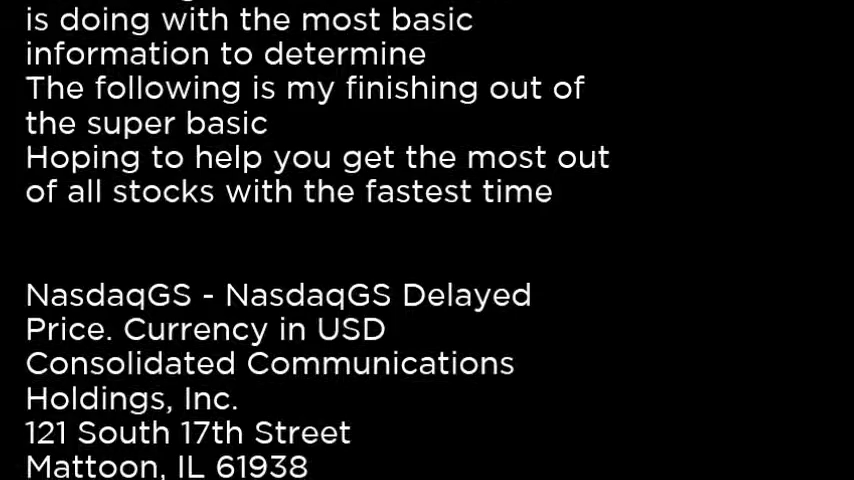 is doing with the most basic
information to determine
The following is my finishing out of
the super basic
Hoping to help you get the most out
of all stocks with the fastest time
NasdaqGS - NasdaqGS Delayed
Price. Currency in USD
Consolidated Communications
Holdings, Inc.
121 South 17th Street
Mattoon, IL 61938